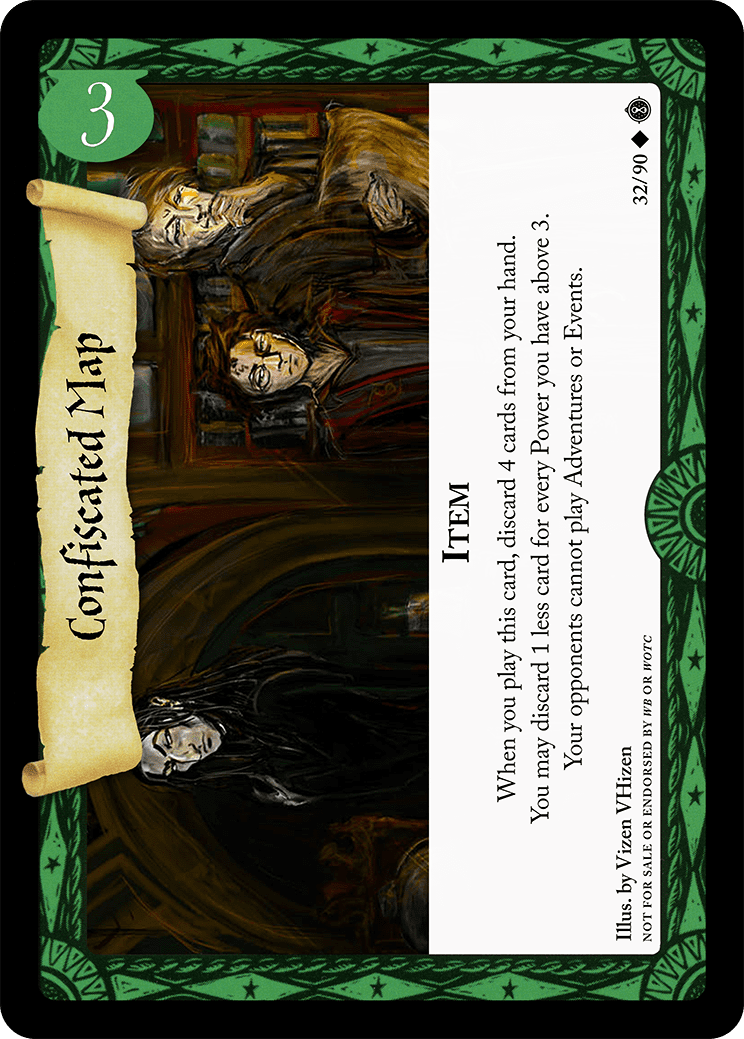 3
Confiscated Map
ITEM
When you play this card, discard 4 cards from your hand.
You may discard 1 less card for every Power you have above 3.
Your opponents cannot play Adventures or Events.
Illus. by Vizen VHizen
NOT FOR SALE OR ENDORSED BY WB OR WOTC
32/90